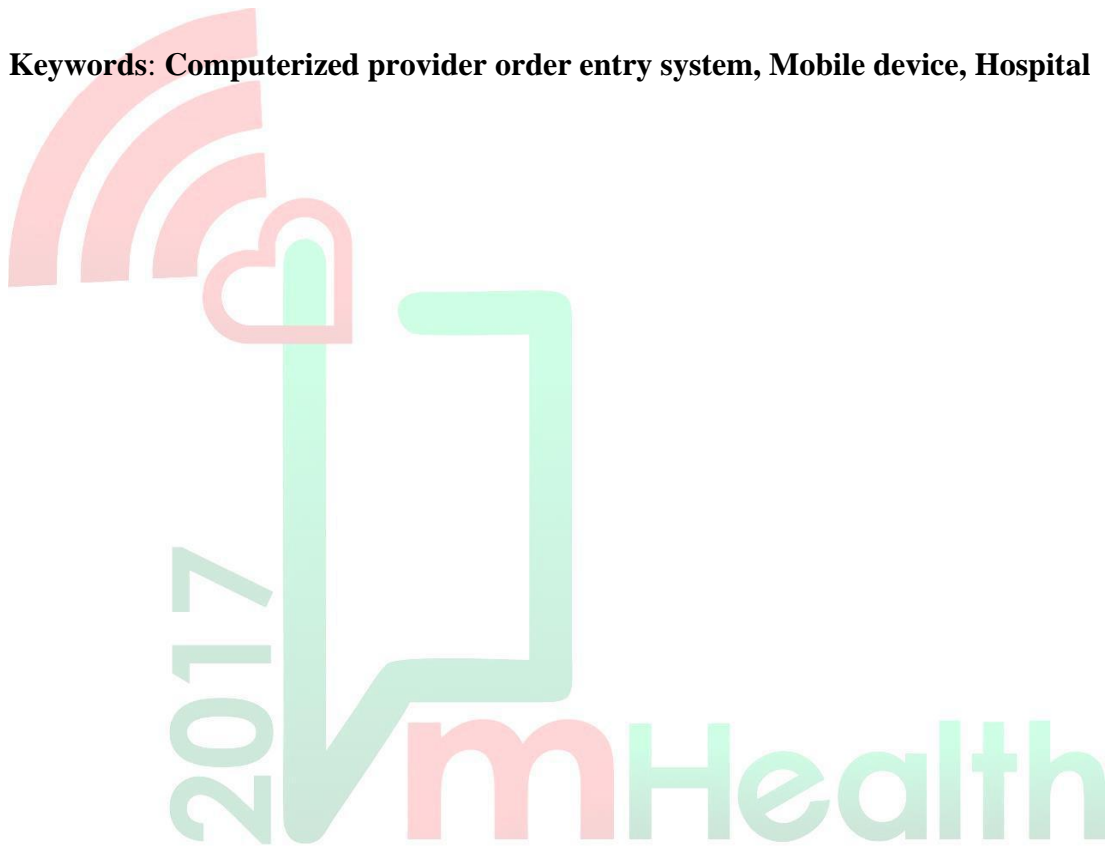 Keywords: Computerized provider order entry system, Mobile device, Hospital
2017
mHealth